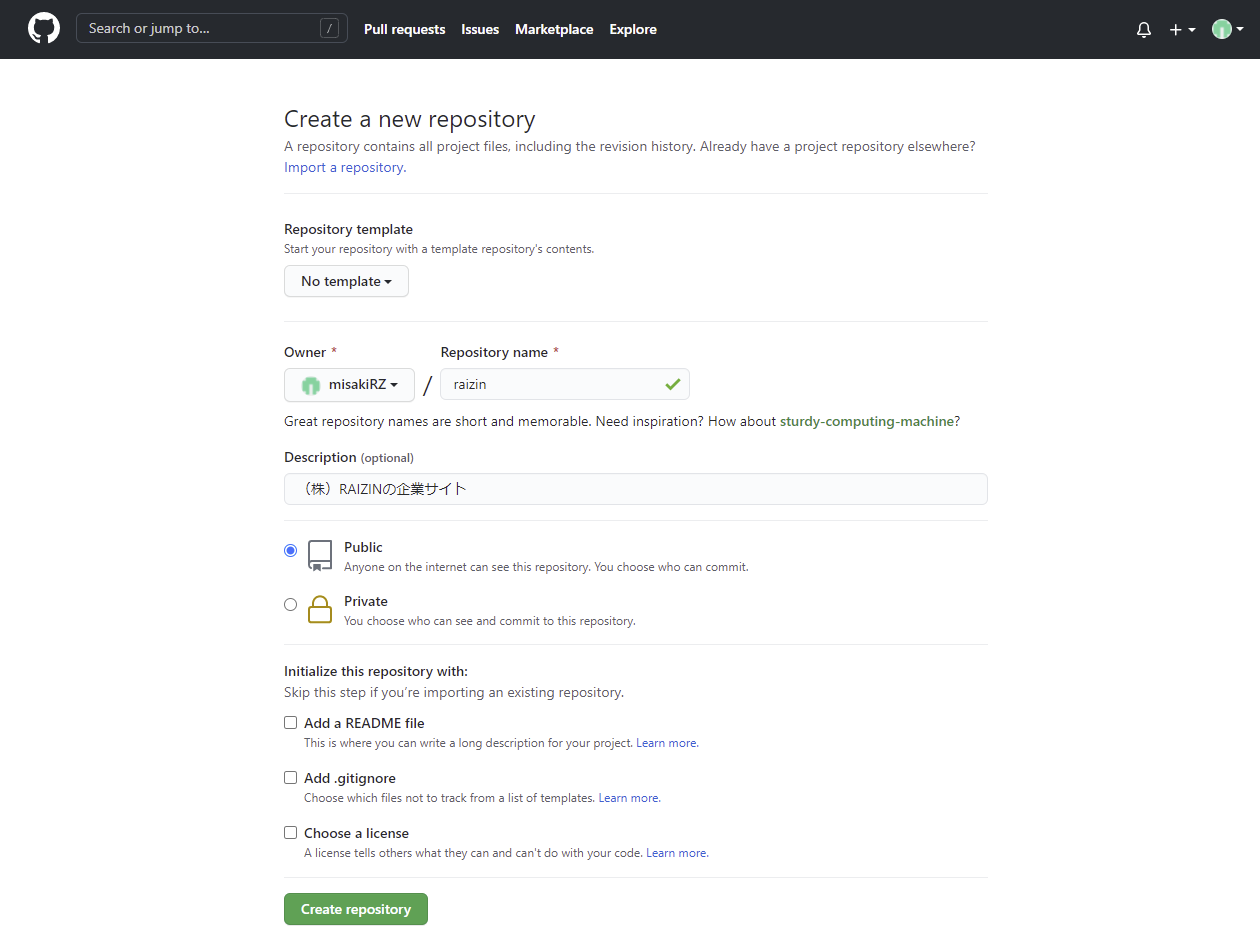 Search or jump to... /
Pull requests Issues Marketplace Explore
Create a new repository
A repository contains all project files, including the revision history. Already have a project repository elsewhere?
Import a repository.
Repository template
Start your repository with a template repository's contents.
No template
Owner * Repository name *
misakiRZ / raizin
Great repository names are short and memorable. Need inspiration? How about sturdy-computing-machine?
Description (optional)
（株）RAIZINの企業サイト
Public
Anyone on the internet can see this repository. You choose who can commit.
Private
You choose who can see and commit to this repository.
Initialize this repository with:
Skip this step if you’re importing an existing repository.
Add a README file
This is where you can write a long description for your project. Learn more.
Add .gitignore
Choose which files not to track from a list of templates. Learn more.
Choose a license
A license tells others what they can and can't do with your code. Learn more.
Create repository